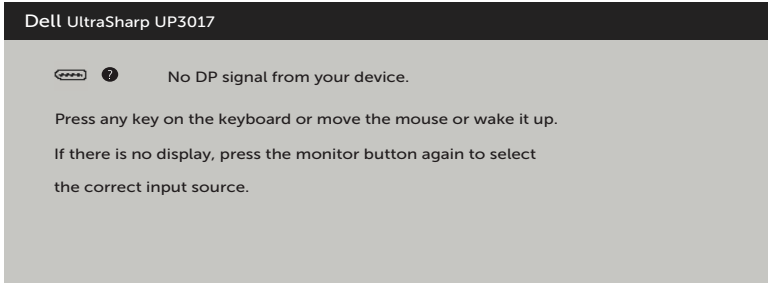 Dell UltraSharp UP3017
? No DP signal from your device.
Press any key on the keyboard or move the mouse or wake it up.
If there is no display, press the monitor button again to select
the correct input source.